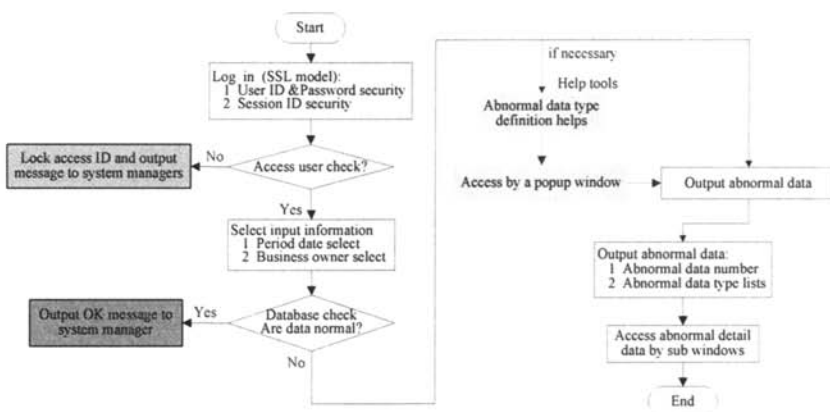 Start
Log in (SSL model):
1 User ID &Password security
2 Session ID security
Access user check?
No
Lock access ID and output
message to system managers
Yes
Select input information
1 Period date select
2 Business owner select
Database check
Are data normal?
Yes
Output OK message to
system manager
No
if necessary
Help tools
Abnormal data type
definition helps
Access by a popup window
Output abnormal data
Output abnormal data:
1 Abnormal data number
2 Abnormal data type lists
Access abnormal detail
data by sub windows
End